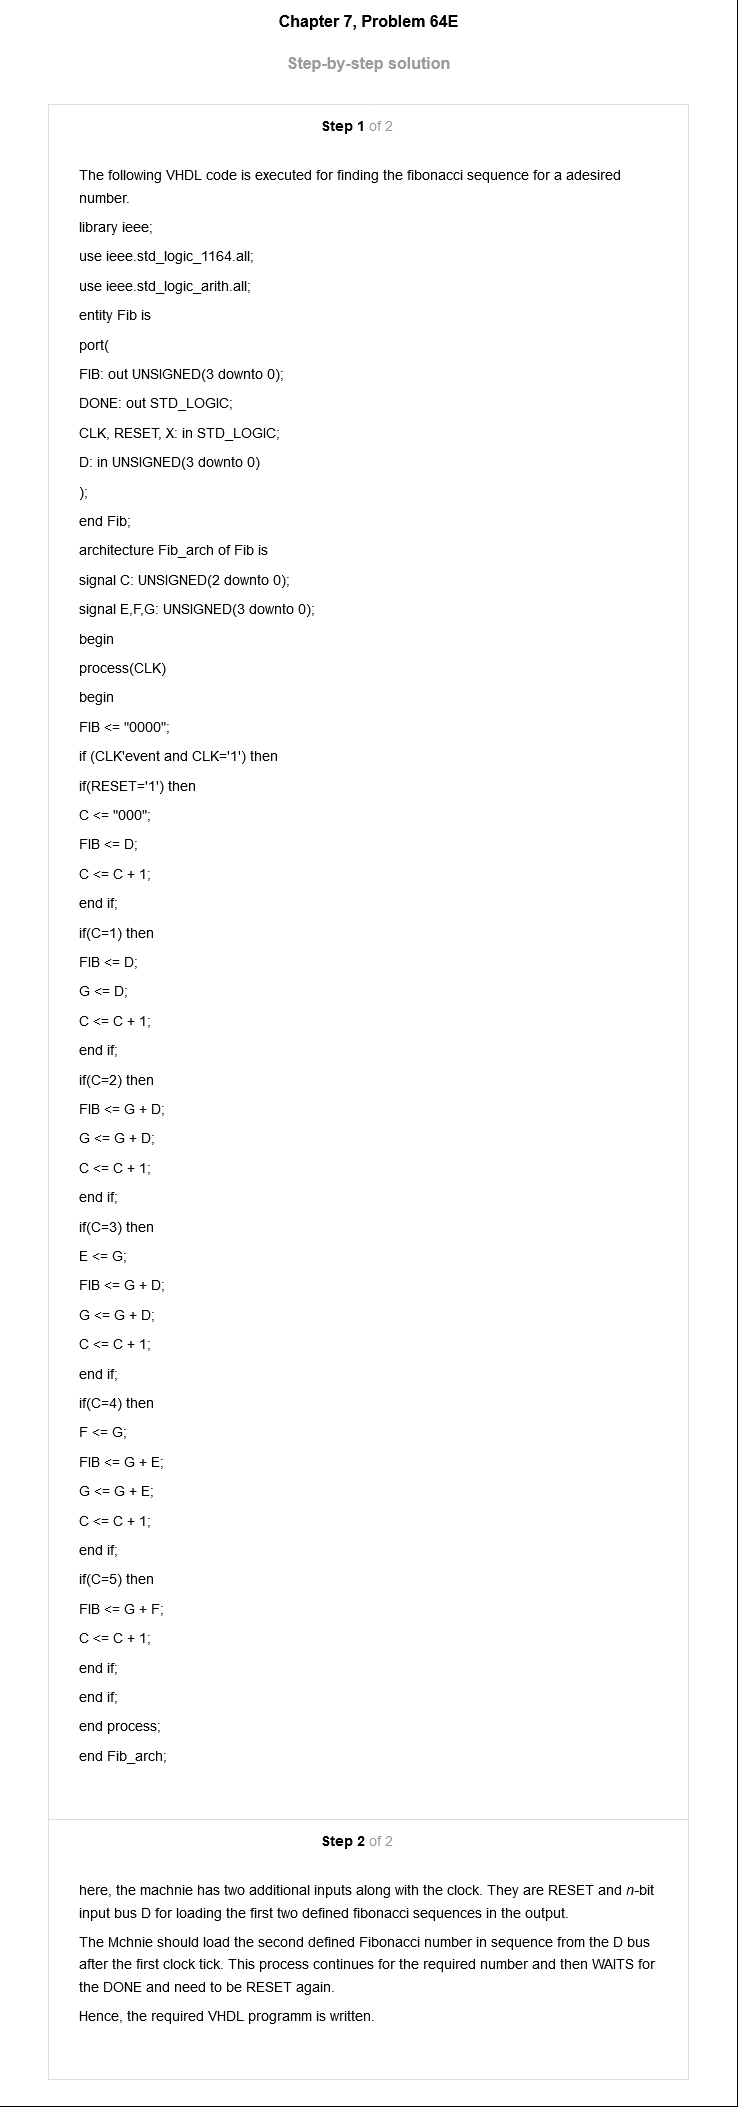 Chapter 7, Problem 64E
Step-by-step solution
Step 1 of 2
The following VHDL code is executed for finding the fibonacci sequence for a adesired
number.
library ieee;
use ieee.std_logic_1164.all;
use ieee.std_logic_arith.all;
entity Fib is
port(
FIB: out UNSIGNED(3 downto 0);
DONE: out STD_LOGIC;
CLK, RESET, X: in STD_LOGIC;
D: in UNSIGNED(3 downto 0)
);
end Fib;
architecture Fib_arch of Fib is
signal C: UNSIGNED(2 downto 0);
signal E,F,G: UNSIGNED(3 downto 0);
begin
process(CLK)
begin
FIB <= "0000";
if (CLK'event and CLK='1') then
if(RESET='1') then
C <= "000";
FIB <= D;
C <= C + 1;
end if;
if(C=1) then
FIB <= D;
G <= D;
C <= C + 1;
end if;
if(C=2) then
FIB <= G + D;
G <= G + D;
C <= C + 1;
end if;
if(C=3) then
E <= G;
FIB <= G + D;
G <= G + D;
C <= C + 1;
end if;
if(C=4) then
F <= G;
FIB <= G + E;
G <= G + E;
C <= C + 1;
end if;
if(C=5) then
FIB <= G + F;
C <= C + 1;
end if;
end if;
end process;
end Fib_arch;
Step 2 of 2
here, the machnie has two additional inputs along with the clock. They are RESET and n-bit
input bus D for loading the first two defined fibonacci sequences in the output.
The Mchnie should load the second defined Fibonacci number in sequence from the D bus
after the first clock tick. This process continues for the required number and then WAITS for
the DONE and need to be RESET again.
Hence, the required VHDL programm is written.